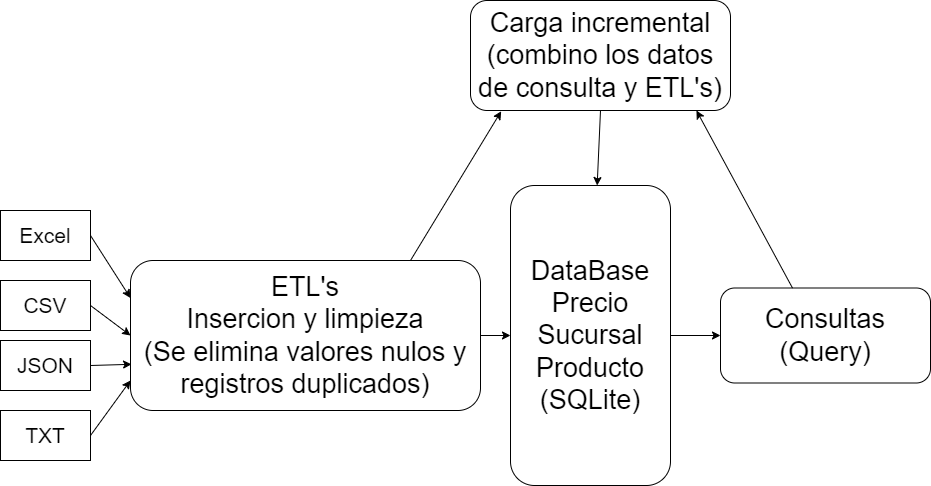 Carga incremental
(combino los datos
de consulta y ETL's)
Excel
CSV
JSON
TXT
ETL's
Insercion y limpieza
(Se elimina valores nulos y
registros duplicados)
DataBase
Precio
Sucursal
Producto
(SQLite)
Consultas
(Query)